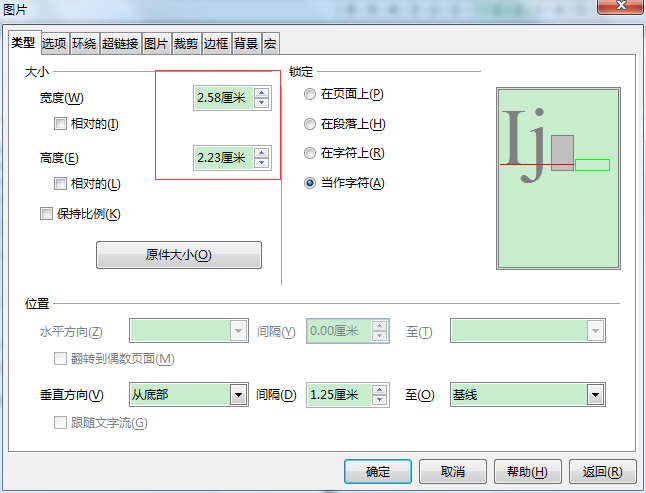 图片
类型 选项 环绕 超链接 图片 裁剪 边框 背景 宏
大小
宽度(W) 2.58厘米
相对的(I)
高度(E) 2.23厘米
相对的(L)
保持比例(K)
原件大小(O)
锁定
在页面上(P)
在段落上(H)
在字符上(R)
当作字符(A)
Ij
位置
水平方向(Z) 间隔(Y) 0.00厘米 至(T)
翻转到偶数页面(M)
垂直方向(V) 从底部 间隔(D) 1.25厘米 至(O) 基线
跟随文字流(G)
确定 取消 帮助(H) 返回(R)